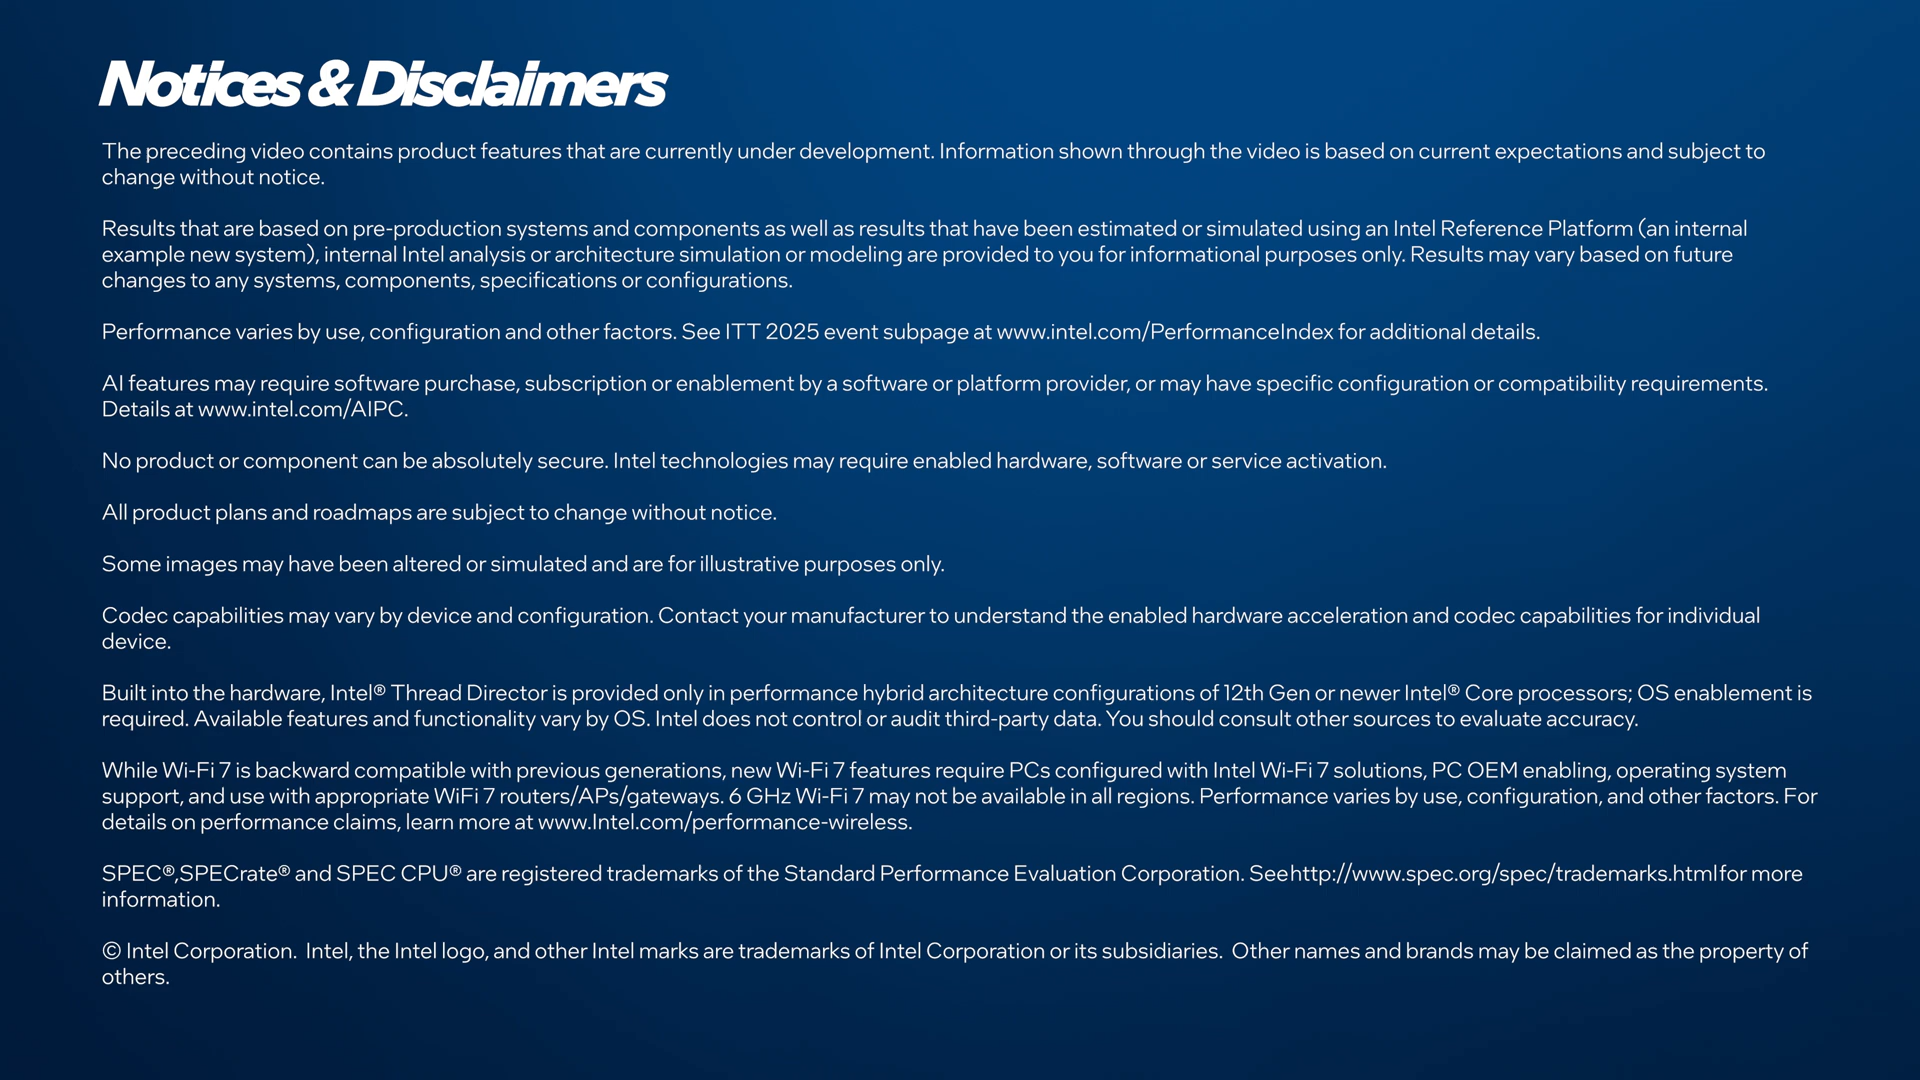 Notices & Disclaimers
The preceding video contains product features that are currently under development. Information shown through the video is based on current expectations and subject to
change without notice.
Results that are based on pre-production systems and components as well as results that have been estimated or simulated using an Intel Reference Platform (an internal
example new system), internal Intel analysis or architecture simulation or modeling are provided to you for informational purposes only. Results may vary based on future
changes to any systems, components, specifications or configurations.
Performance varies by use, configuration and other factors. See ITT 2025 event subpage at www.intel.com/PerformanceIndex for additional details.
AI features may require software purchase, subscription or enablement by a software or platform provider, or may have specific configuration or compatibility requirements.
Details at www.intel.com/AIPC.
No product or component can be absolutely secure. Intel technologies may require enabled hardware, software or service activation.
All product plans and roadmaps are subject to change without notice.
Some images may have been altered or simulated and are for illustrative purposes only.
Codec capabilities may vary by device and configuration. Contact your manufacturer to understand the enabled hardware acceleration and codec capabilities for individual
device.
Built into the hardware, Intel® Thread Director is provided only in performance hybrid architecture configurations of 12th Gen or newer Intel® Core processors; OS enablement is
required. Available features and functionality vary by OS. Intel does not control or audit third-party data. You should consult other sources to evaluate accuracy.
While Wi-Fi 7 is backward compatible with previous generations, new Wi-Fi 7 features require PCs configured with Intel Wi-Fi 7 solutions, PC OEM enabling, operating system
support, and use with appropriate WiFi 7 routers/APs/gateways. 6 GHz Wi-Fi 7 may not be available in all regions. Performance varies by use, configuration, and other factors. For
details on performance claims, learn more at www.Intel.com/performance-wireless.
SPEC®,SPECrate® and SPEC CPU® are registered trademarks of the Standard Performance Evaluation Corporation. See http://www.spec.org/spec/trademarks.html for more
information.
© Intel Corporation.  Intel, the Intel logo, and other Intel marks are trademarks of Intel Corporation or its subsidiaries.  Other names and brands may be claimed as the property of
others.